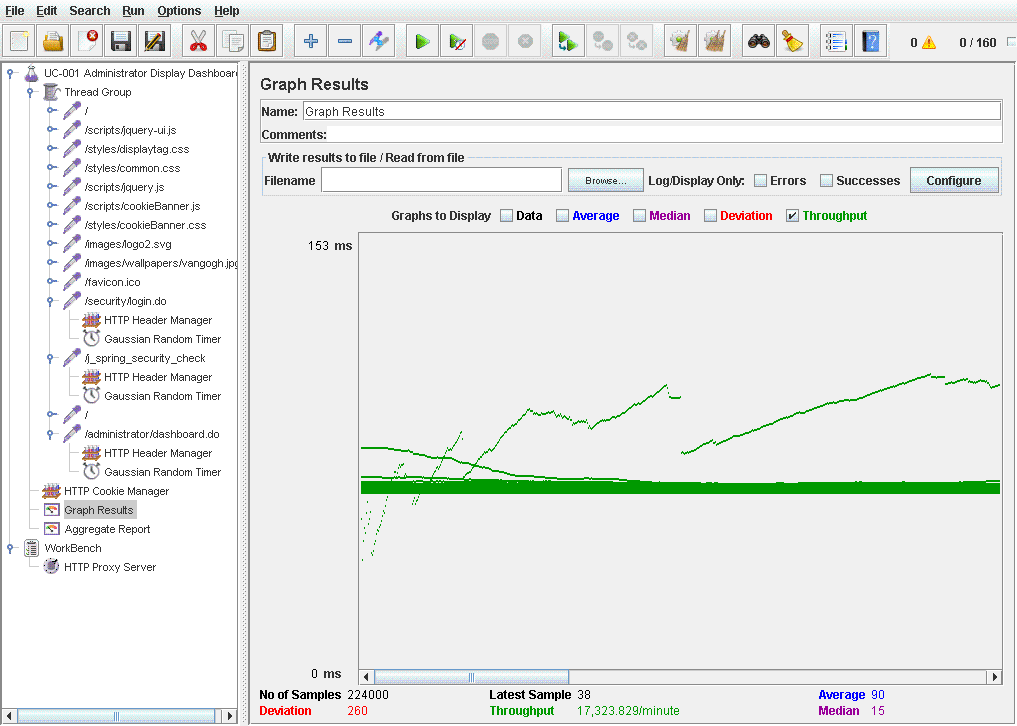 File Edit Search Run Options Help
0 0 / 160
UC-001 Administrator Display Dashboard
Thread Group
/
/scripts/jquery-ui.js
/styles/displaytag.css
/styles/common.css
/scripts/jquery.js
/scripts/cookieBanner.js
/styles/cookieBanner.css
/images/logo2.svg
/images/wallpapers/vangogh.jpg
/favicon.ico
/security/login.do
HTTP Header Manager
Gaussian Random Timer
/j_spring_security_check
HTTP Header Manager
Gaussian Random Timer
/
/administrator/dashboard.do
HTTP Header Manager
Gaussian Random Timer
HTTP Cookie Manager
Graph Results
Aggregate Report
WorkBench
HTTP Proxy Server
Graph Results
Name: Graph Results
Comments:
Write results to file / Read from file
Filename Browse... Log/Display Only: Errors Successes Configure
Graphs to Display Data Average Median Deviation Throughput
153 ms
0 ms
No of Samples 224000 Latest Sample 38 Average 90
Deviation 260 Throughput 17,323.829/minute Median 15